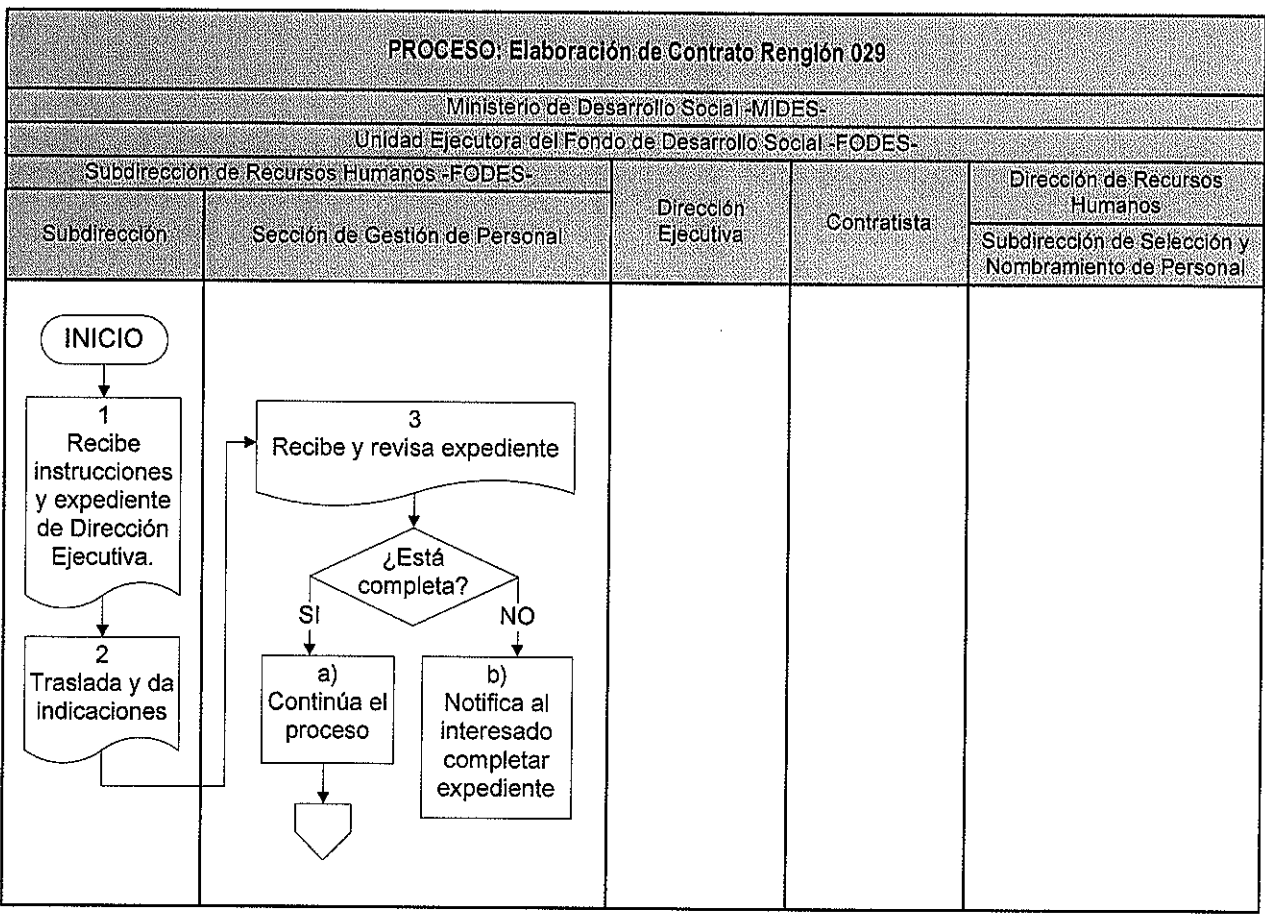 PROCESO: Elaboración de Contrato Renglón 029
Ministerio de Desarrollo Social -MIDES-
Unidad Ejecutora del Fondo de Desarrollo Social -FODES-
Subdirección de Recursos Humanos -FODES-
Subdirección
Sección de Gestión de Personal
Dirección
Ejecutiva
Contratista
Dirección de Recursos
Humanos
Subdirección de Selección y
Nombramiento de Personal
INICIO
1
Recibe
instrucciones
y expediente
de Dirección
Ejecutiva.
2
Traslada y da
indicaciones
3
Recibe y revisa expediente
¿Está
completa?
SI
NO
a)
Continúa el
proceso
b)
Notifica al
interesado
completar
expediente